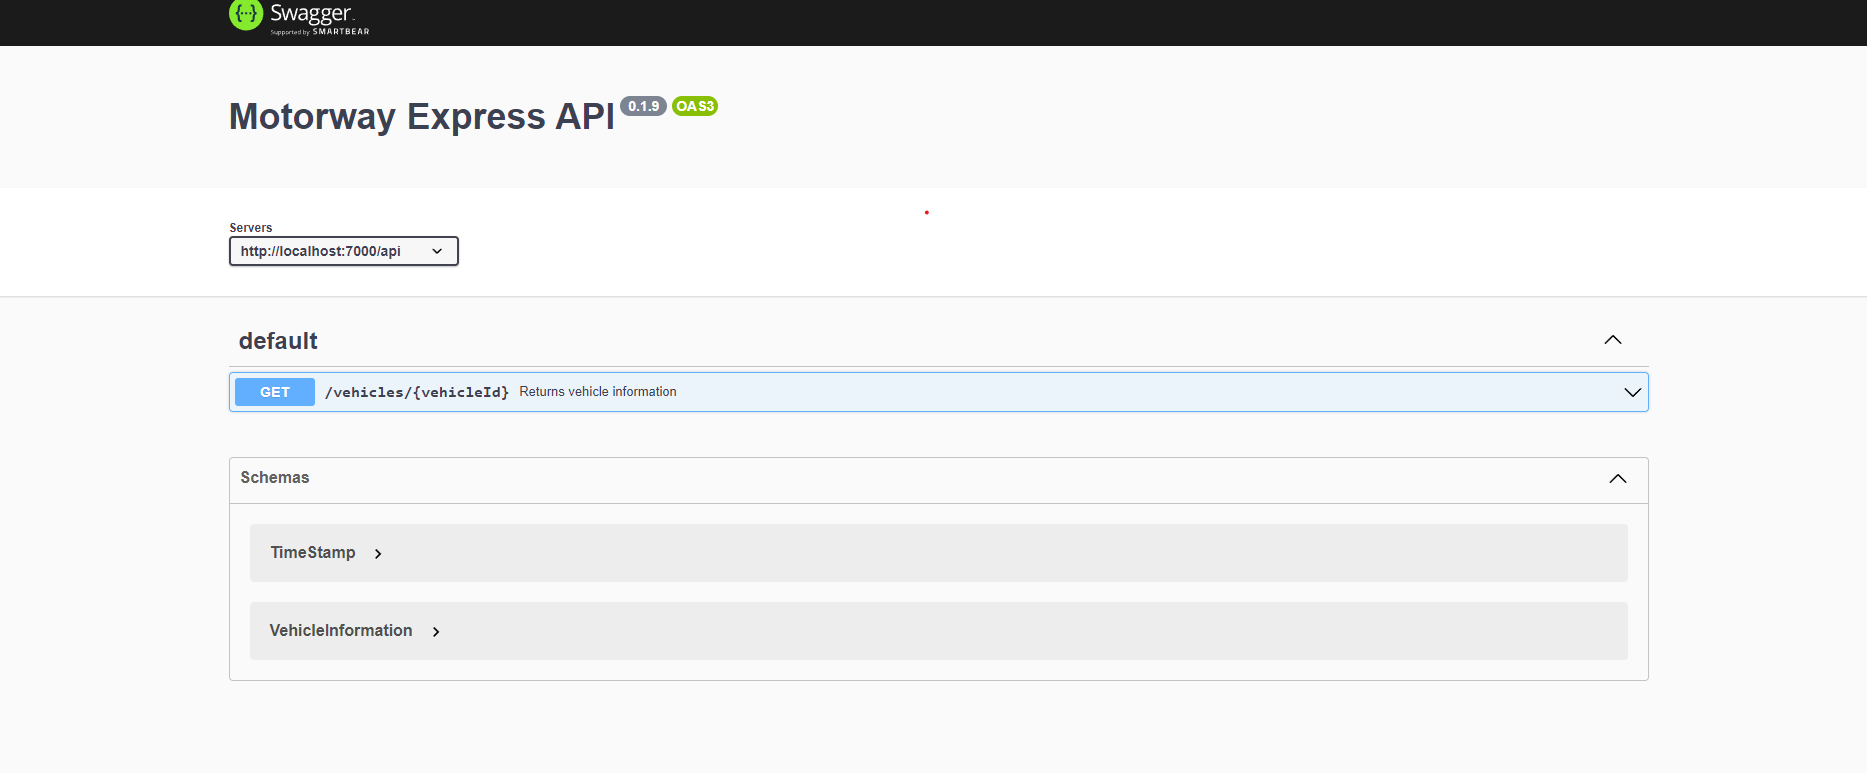 {···} Swagger
Supported by SMARTBEAR
Motorway Express API 0.1.9 OAS3
Servers
http://localhost:7000/api
default
GET /vehicles/{vehicleId} Returns vehicle information
Schemas
TimeStamp
VehicleInformation